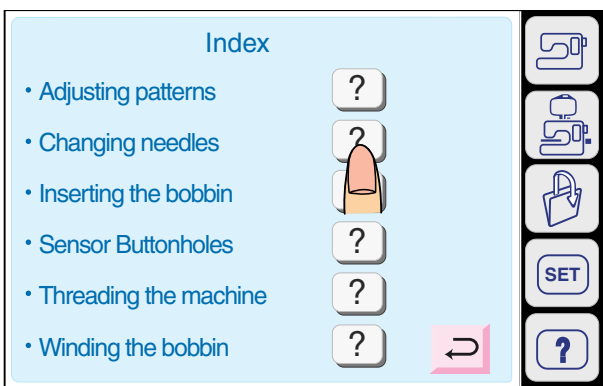 Index
• Adjusting patterns ?
• Changing needles ?
• Inserting the bobbin
• Sensor Buttonholes ?
• Threading the machine ?
• Winding the bobbin ?
SET
?